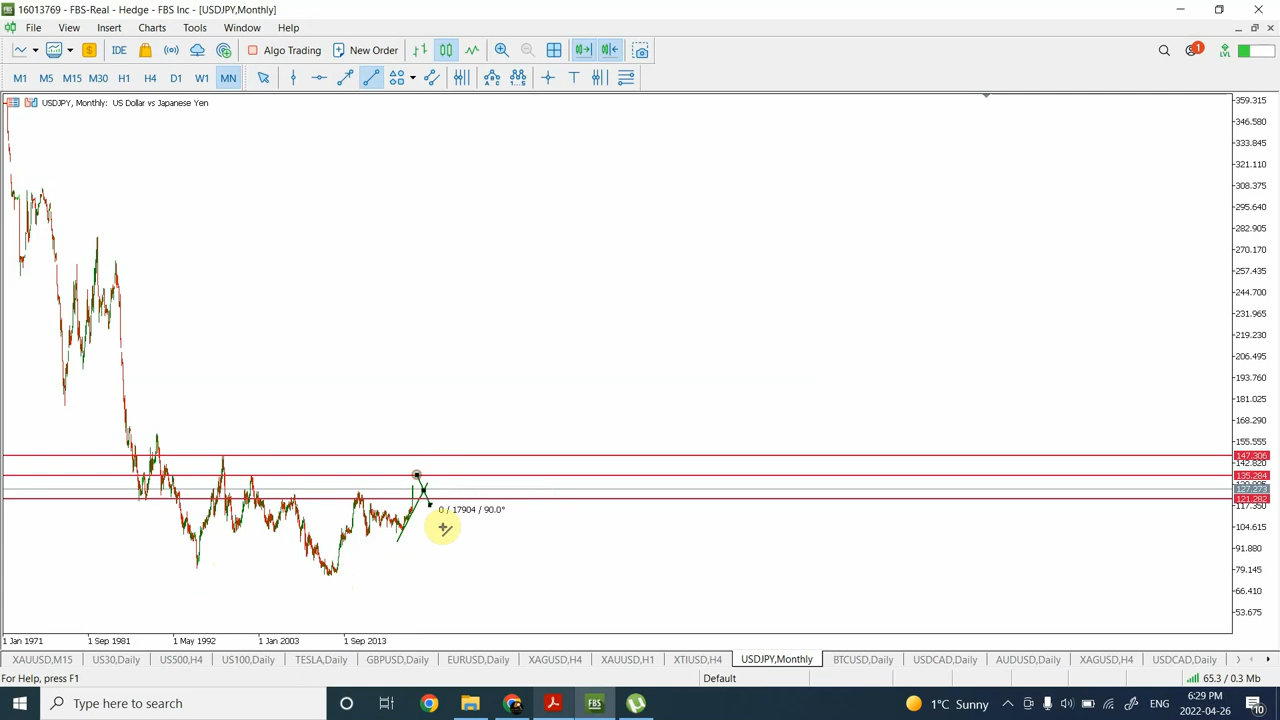 16013769 - FBS-Real - Hedge - FBS Inc - [USDJPY,Monthly]
File View Insert Charts Tools Window Help
IDE Algo Trading New Order 1 LVL
M1 M5 M15 M30 H1 H4 D1 W1 MN
USDJPY, Monthly: US Dollar vs Japanese Yen
359.315
346.580
333.845
321.110
308.375
295.640
282.905
270.170
257.435
244.700
231.965
219.230
206.495
193.760
181.025
168.290
155.555
147.306
142.820
135.284
127.273
121.282
117.350
0 / 17904 / 90.0°
104.615
91.880
79.145
66.410
53.675
1 Jan 1971 1 Sep 1981 1 May 1992 1 Jan 2003 1 Sep 2013
XAUUSD,M15 US30,Daily US500,H4 US100,Daily TESLA,Daily GBPUSD,Daily EURUSD,Daily XAGUSD,H4 XAUUSD,H1 XTIUSD,H4 USDJPY,Monthly BTCUSD,Daily USDCAD,Daily AUDUSD,Daily XAGUSD,H4 USDCAD,Daily
For Help, press F1 Default 65.3 / 0.3 Mb
Type here to search FBS 1°C Sunny ENG 6:29 PM 2022-04-26 10